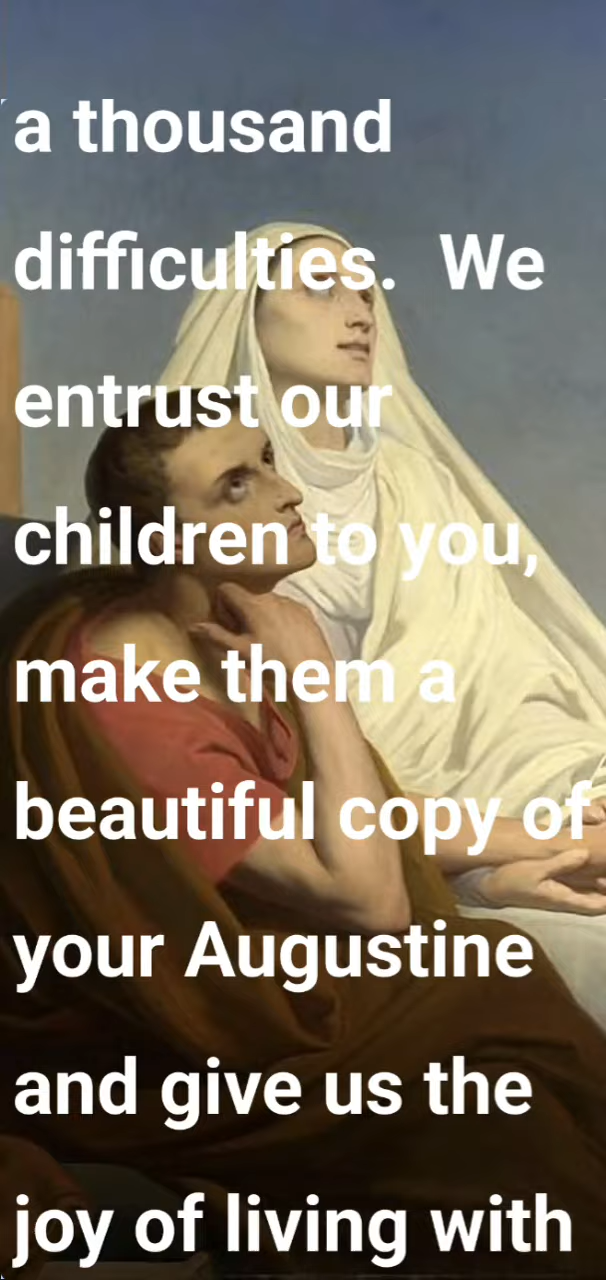 a thousand
difficulties.  We
entrust our
children to you,
make them a
beautiful copy of
your Augustine
and give us the
joy of living with